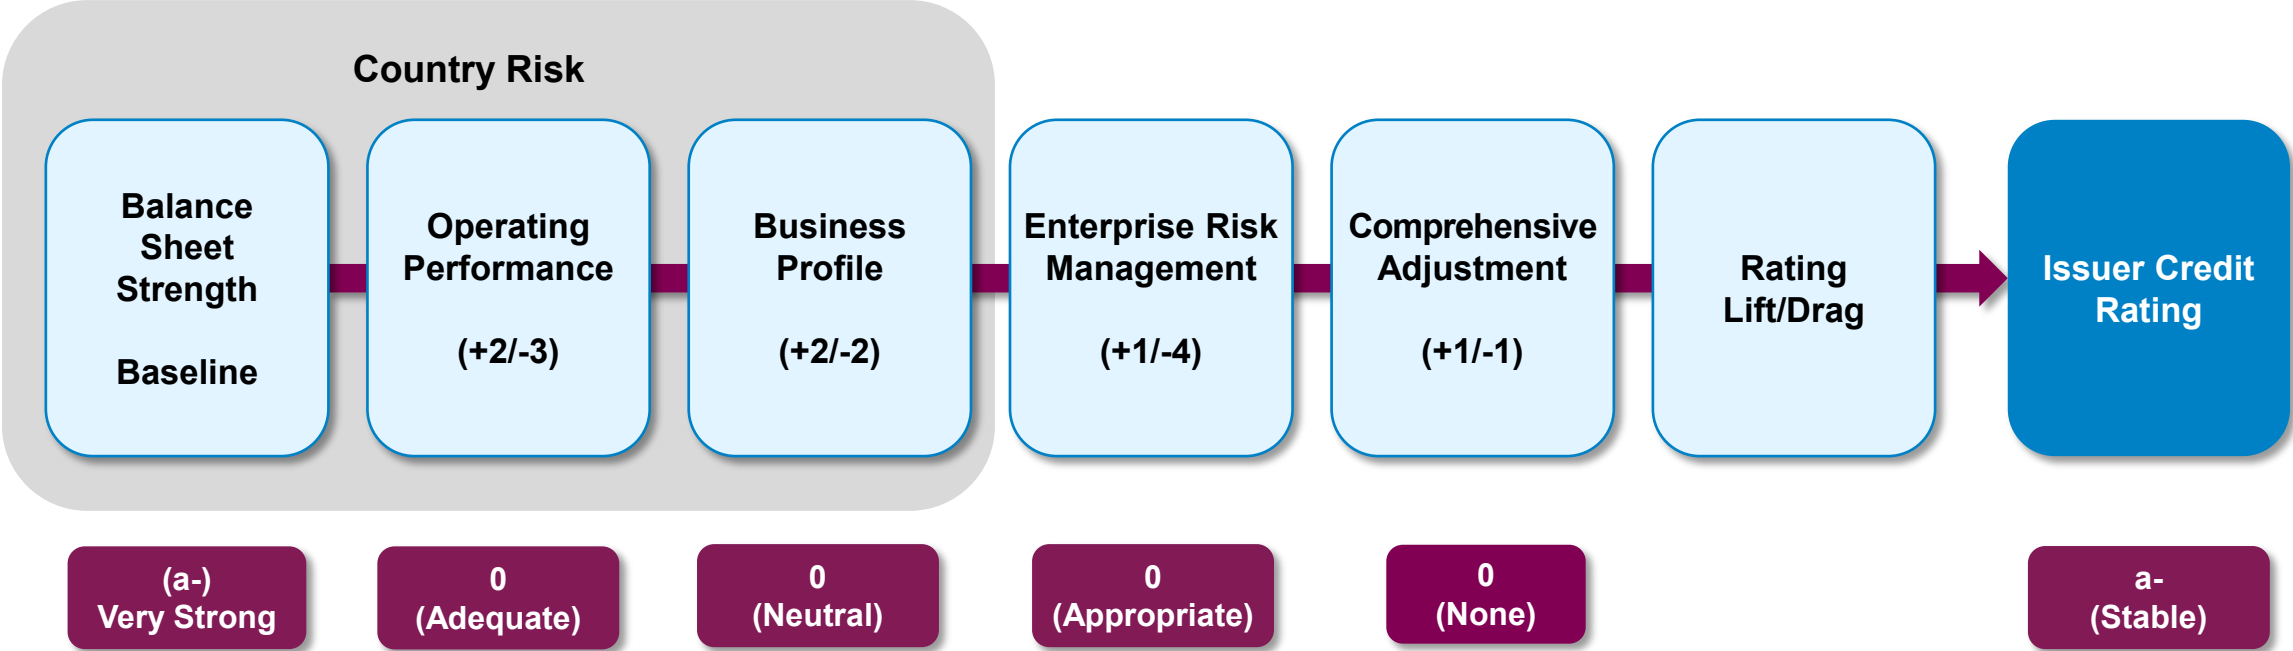 Country Risk
Balance
Sheet
Strength
Baseline
Operating
Performance
(+2/-3)
Business
Profile
(+2/-2)
Enterprise Risk
Management
(+1/-4)
Comprehensive
Adjustment
(+1/-1)
Rating
Lift/Drag
Issuer Credit
Rating
(a-)
Very Strong
0
(Adequate)
0
(Neutral)
0
(Appropriate)
0
(None)
a-
(Stable)